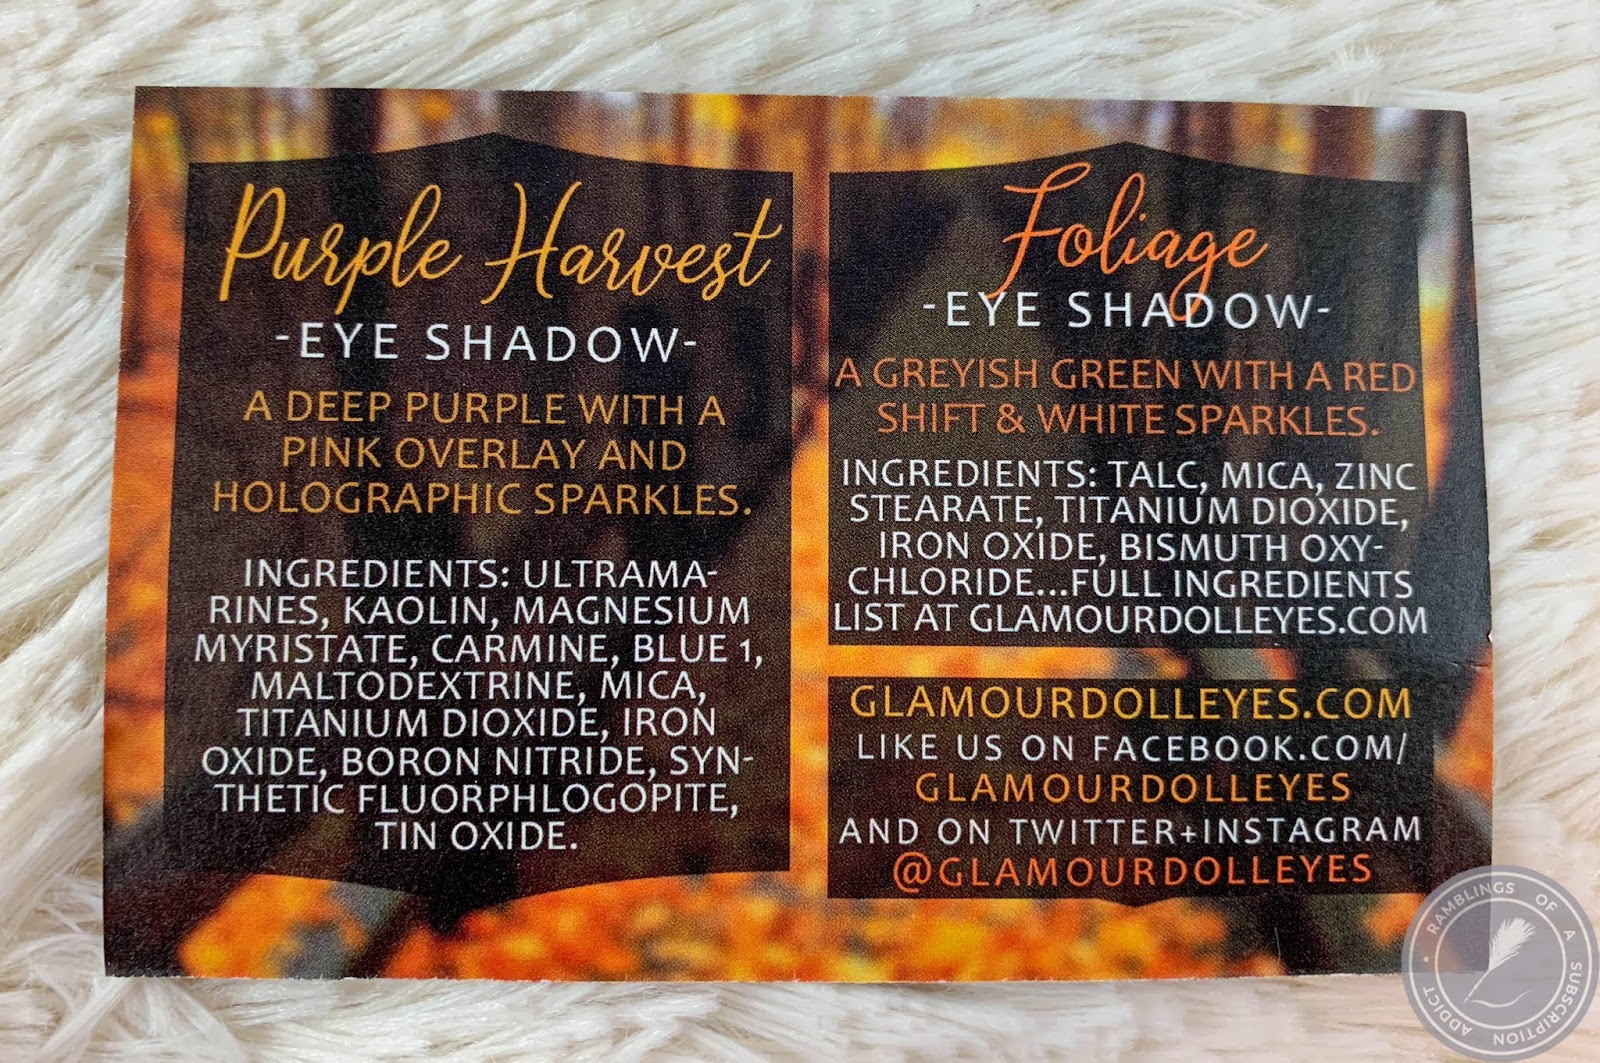 Purple Harvest
-EYE SHADOW-
A DEEP PURPLE WITH A
PINK OVERLAY AND
HOLOGRAPHIC SPARKLES.
INGREDIENTS: ULTRAMA-
RINES, KAOLIN, MAGNESIUM
MYRISTATE, CARMINE, BLUE 1,
MALTODEXTRINE, MICA,
TITANIUM DIOXIDE, IRON
OXIDE, BORON NITRIDE, SYN-
THETIC FLUORPHLOGOPITE,
TIN OXIDE.
Foliage
-EYE SHADOW-
A GREYISH GREEN WITH A RED
SHIFT & WHITE SPARKLES.
INGREDIENTS: TALC, MICA, ZINC
STEARATE, TITANIUM DIOXIDE,
IRON OXIDE, BISMUTH OXY-
CHLORIDE...FULL INGREDIENTS
LIST AT GLAMOURDOLLEYES.COM
GLAMOURDOLLEYES.COM
LIKE US ON FACEBOOK.COM/
GLAMOURDOLLEYES
AND ON TWITTER+INSTAGRAM
@GLAMOURDOLLEYES
RAMBLINGS OF A SUBSCRIPTION ADDICT